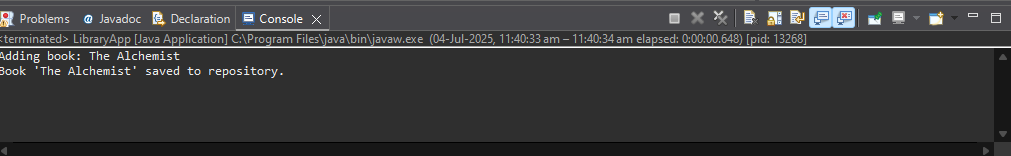 Problems @ Javadoc Declaration Console
<terminated> LibraryApp [Java Application] C:\Program Files\java\bin\javaw.exe (04-Jul-2025, 11:40:33 am – 11:40:34 am elapsed: 0:00:00.648) [pid: 13268]
Adding book: The Alchemist
Book 'The Alchemist' saved to repository.